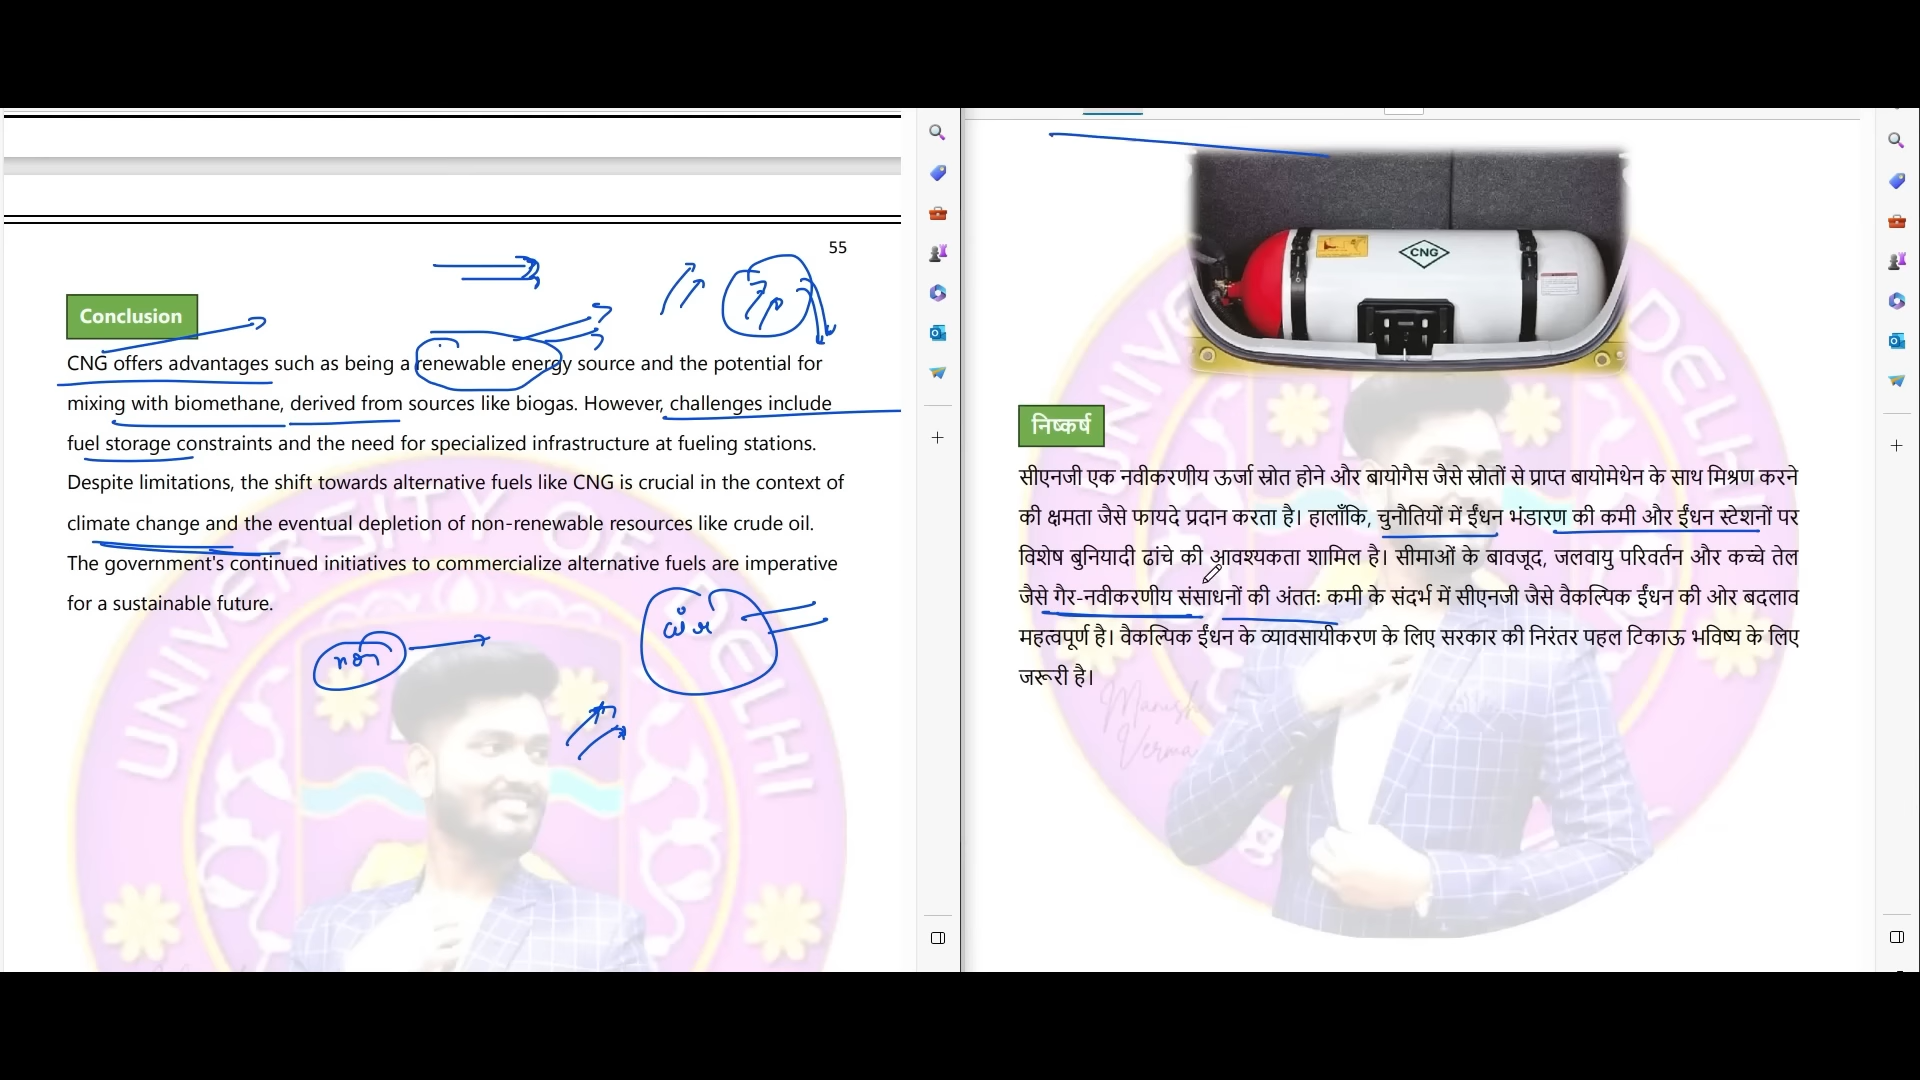 55
Conclusion
CNG offers advantages such as being a renewable energy source and the potential for
mixing with biomethane, derived from sources like biogas. However, challenges include
fuel storage constraints and the need for specialized infrastructure at fueling stations.
Despite limitations, the shift towards alternative fuels like CNG is crucial in the context of
climate change and the eventual depletion of non-renewable resources like crude oil.
The government's continued initiatives to commercialize alternative fuels are imperative
for a sustainable future.
non
UNIVERSITY OF DELHI
CNG
निष्कर्ष
सीएनजी एक नवीकरणीय ऊर्जा स्रोत होने और बायोगैस जैसे स्रोतों से प्राप्त बायोमेथेन के साथ मिश्रण करने
की क्षमता जैसे फायदे प्रदान करता है। हालाँकि, चुनौतियों में ईंधन भंडारण की कमी और ईंधन स्टेशनों पर
विशेष बुनियादी ढांचे की आवश्यकता शामिल है। सीमाओं के बावजूद, जलवायु परिवर्तन और कच्चे तेल
जैसे गैर-नवीकरणीय संसाधनों की अंततः कमी के संदर्भ में सीएनजी जैसे वैकल्पिक ईंधन की ओर बदलाव
महत्वपूर्ण है। वैकल्पिक ईंधन के व्यावसायीकरण के लिए सरकार की निरंतर पहल टिकाऊ भविष्य के लिए
जरूरी है।
Manish
Verma